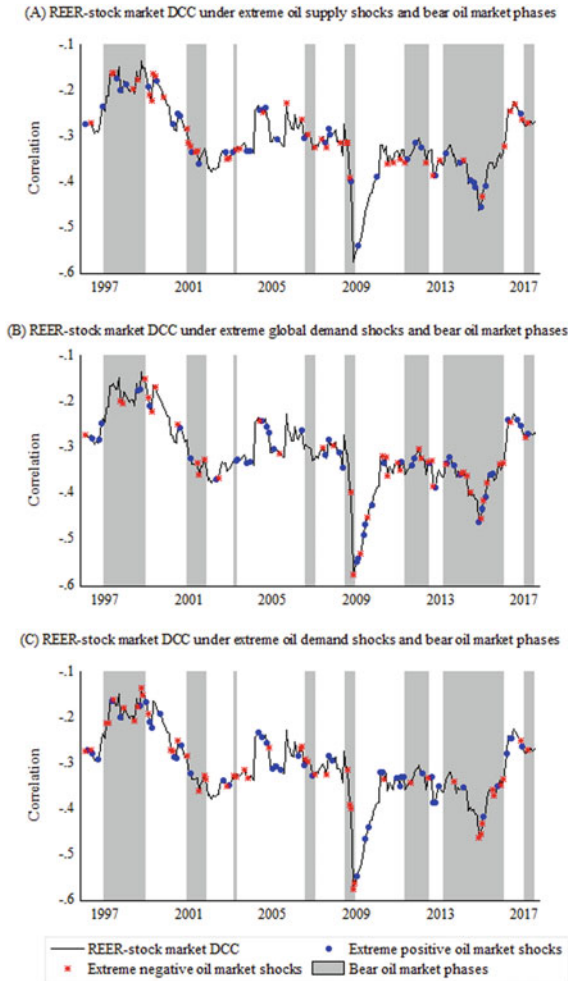 (A) REER-stock market DCC under extreme oil supply shocks and bear oil market phases
-.1
-.2
-.3
-.4
-.5
-.6
Correlation
1997 2001 2005 2009 2013 2017
(B) REER-stock market DCC under extreme global demand shocks and bear oil market phases
-.1
-.2
-.3
-.4
-.5
-.6
Correlation
1997 2001 2005 2009 2013 2017
(C) REER-stock market DCC under extreme oil demand shocks and bear oil market phases
-.1
-.2
-.3
-.4
-.5
-.6
Correlation
1997 2001 2005 2009 2013 2017
REER-stock market DCC Extreme positive oil market shocks
Extreme negative oil market shocks Bear oil market phases